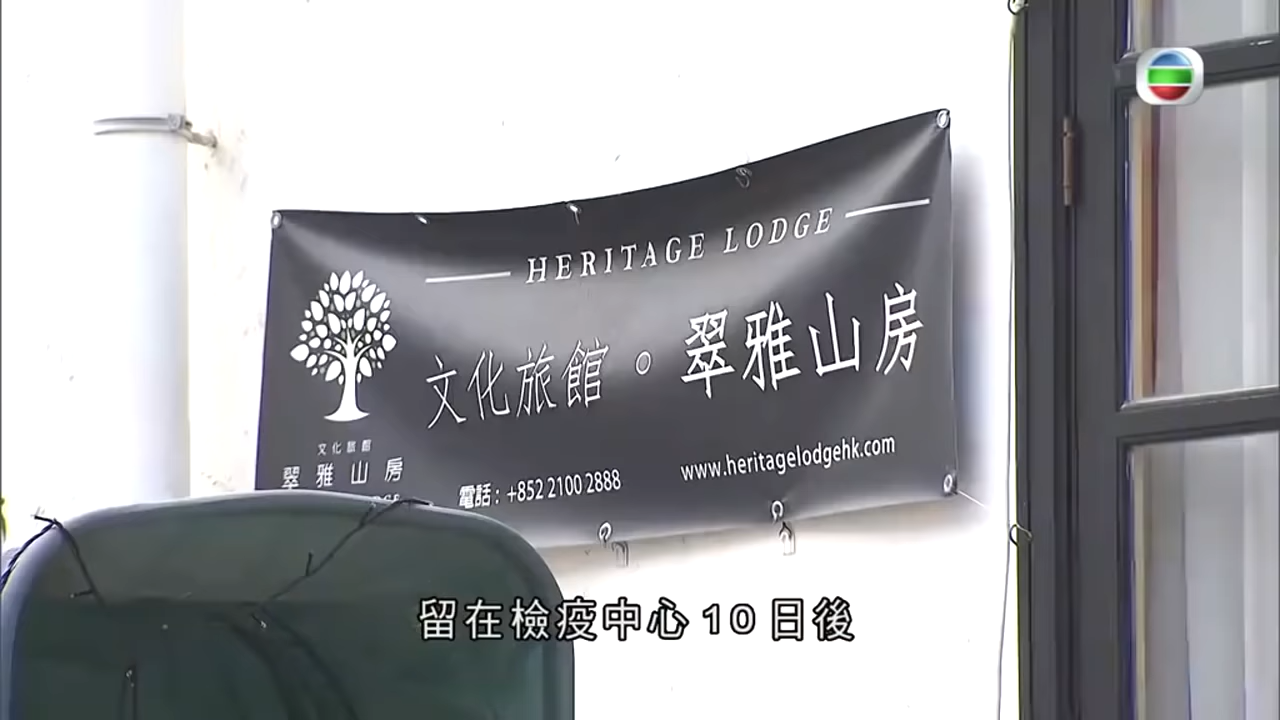 HERITAGE LODGE
文化旅館。翠雅山房
文化旅館
翠雅山房
電話：+852 2100 2888
www.heritagelodgehk.com
留在檢疫中心10日後